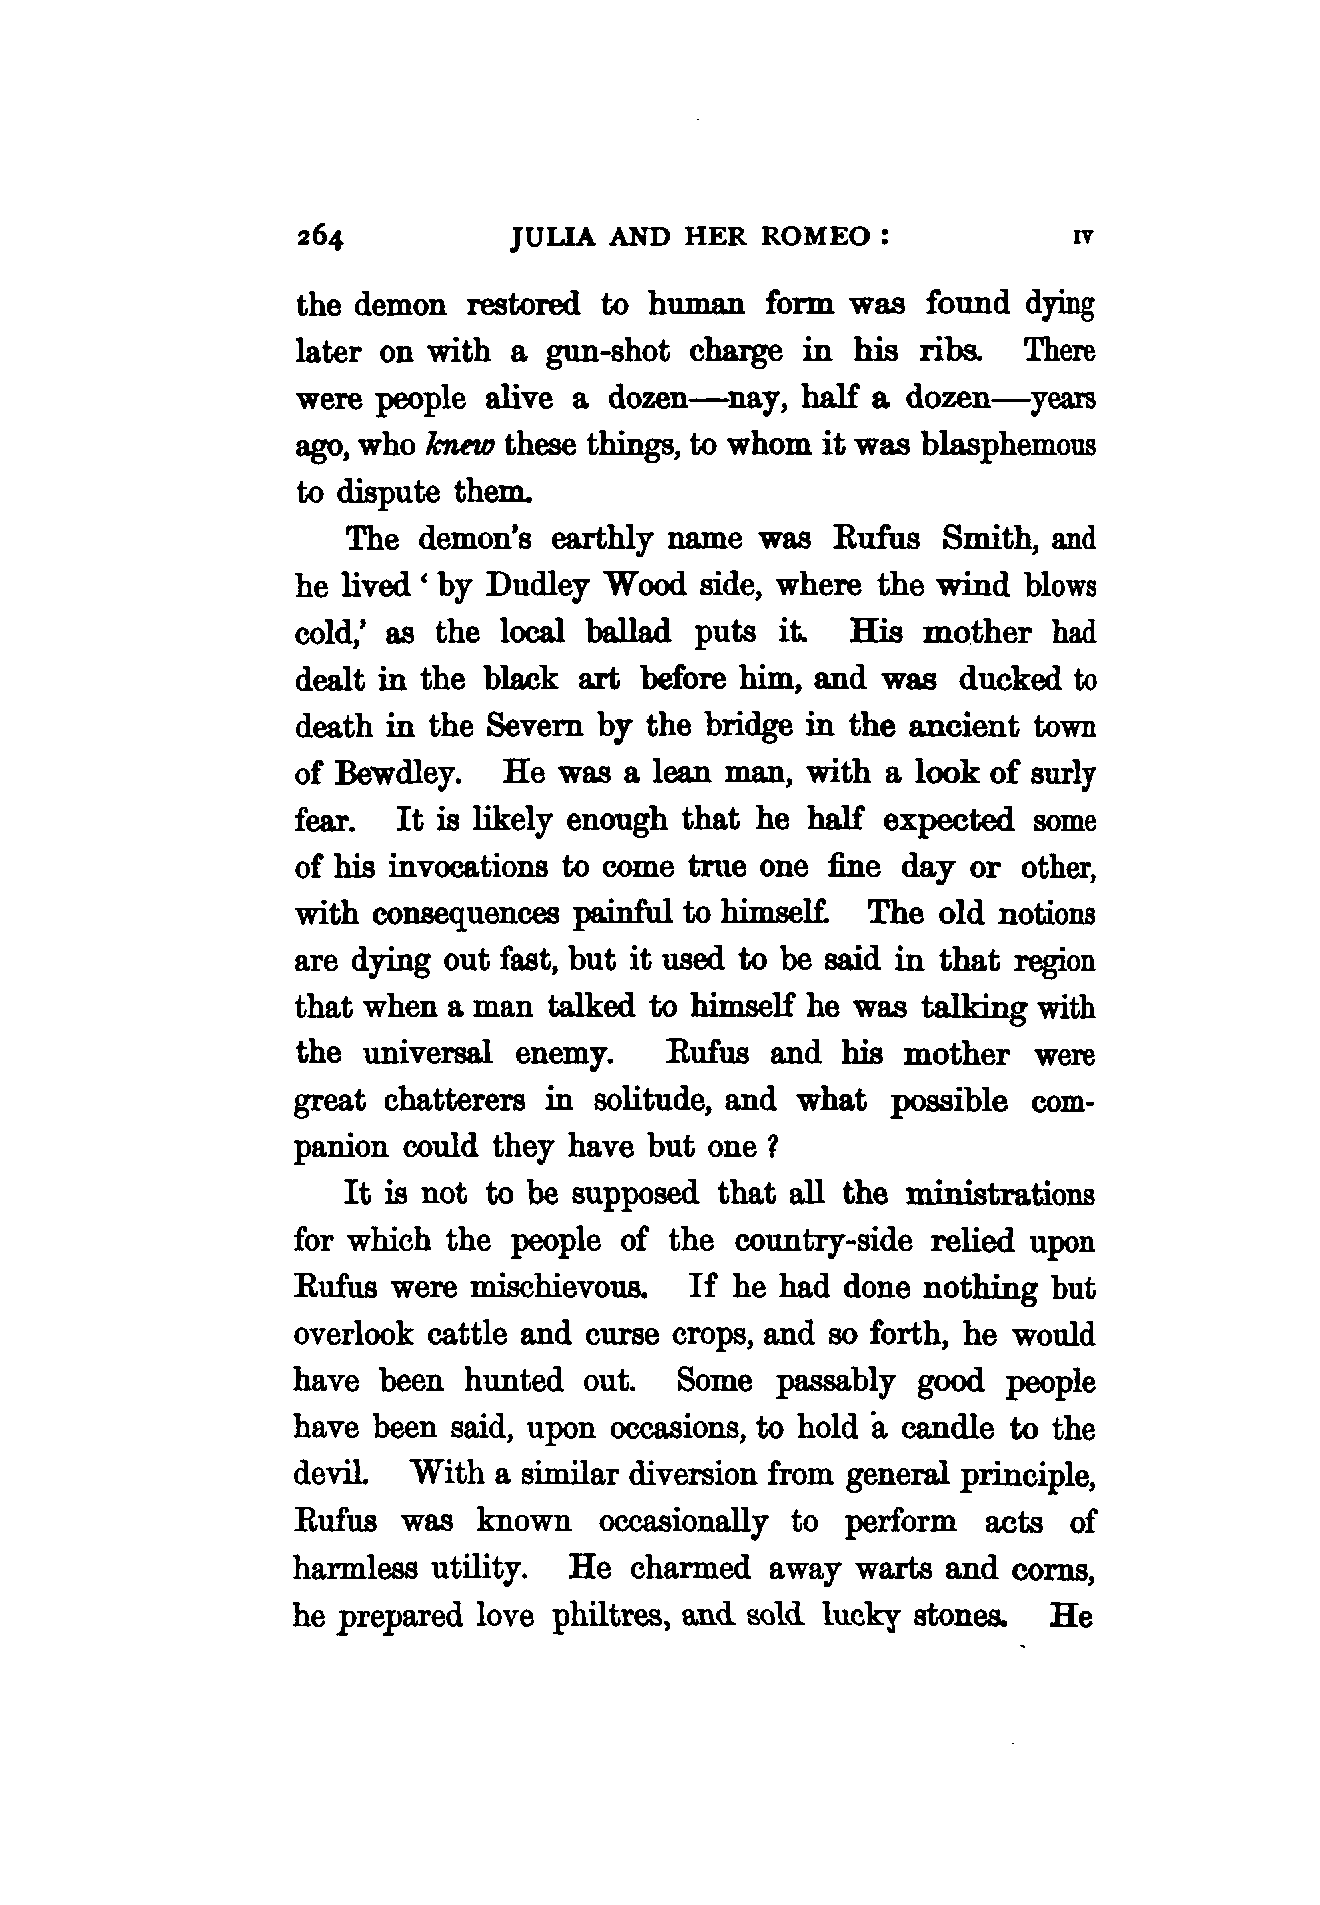 264 JULIA AND HER ROMEO : IV
the demon restored to human form was found dying
later on with a gun-shot charge in his ribs. There
were people alive a dozen—nay, half a dozen—years
ago, who knew these things, to whom it was blasphemous
to dispute them.
The demon's earthly name was Rufus Smith, and
he lived ‘by Dudley Wood side, where the wind blows
cold,’ as the local ballad puts it. His mother had
dealt in the black art before him, and was ducked to
death in the Severn by the bridge in the ancient town
of Bewdley. He was a lean man, with a look of surly
fear. It is likely enough that he half expected some
of his invocations to come true one fine day or other,
with consequences painful to himself. The old notions
are dying out fast, but it used to be said in that region
that when a man talked to himself he was talking with
the universal enemy. Rufus and his mother were
great chatterers in solitude, and what possible com-
panion could they have but one ?
It is not to be supposed that all the ministrations
for which the people of the country-side relied upon
Rufus were mischievous. If he had done nothing but
overlook cattle and curse crops, and so forth, he would
have been hunted out. Some passably good people
have been said, upon occasions, to hold a candle to the
devil. With a similar diversion from general principle,
Rufus was known occasionally to perform acts of
harmless utility. He charmed away warts and corns,
he prepared love philtres, and sold lucky stones. He